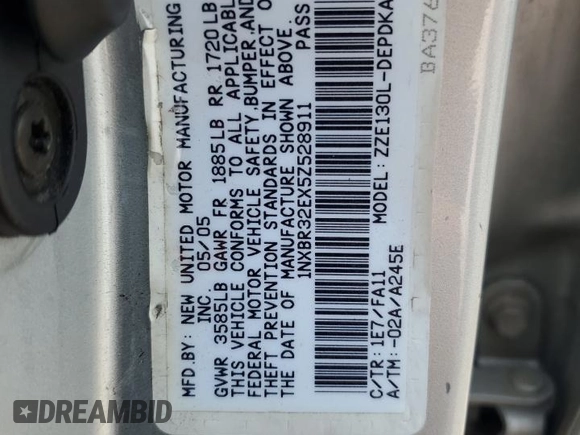 MFD.BY: NEW UNITED MOTOR MANUFACTURING
INC. 05/05
GVWR 3585LB GAWR FR 1885LB RR 1720LB
THIS VEHICLE CONFORMS TO ALL APPLICABL
FEDERAL MOTOR VEHICLE SAFETY,BUMPER,AND
THEFT PREVENTION STANDARDS IN EFFECT O
THE DATE OF MANUFACTURE SHOWN ABOVE.
1NXBR32EX5Z528911
C/TR: 1E7/FA11 MODEL: ZZE130L-DEPDKA
A/TM: -02A/A245E
BA376
DREAMBID